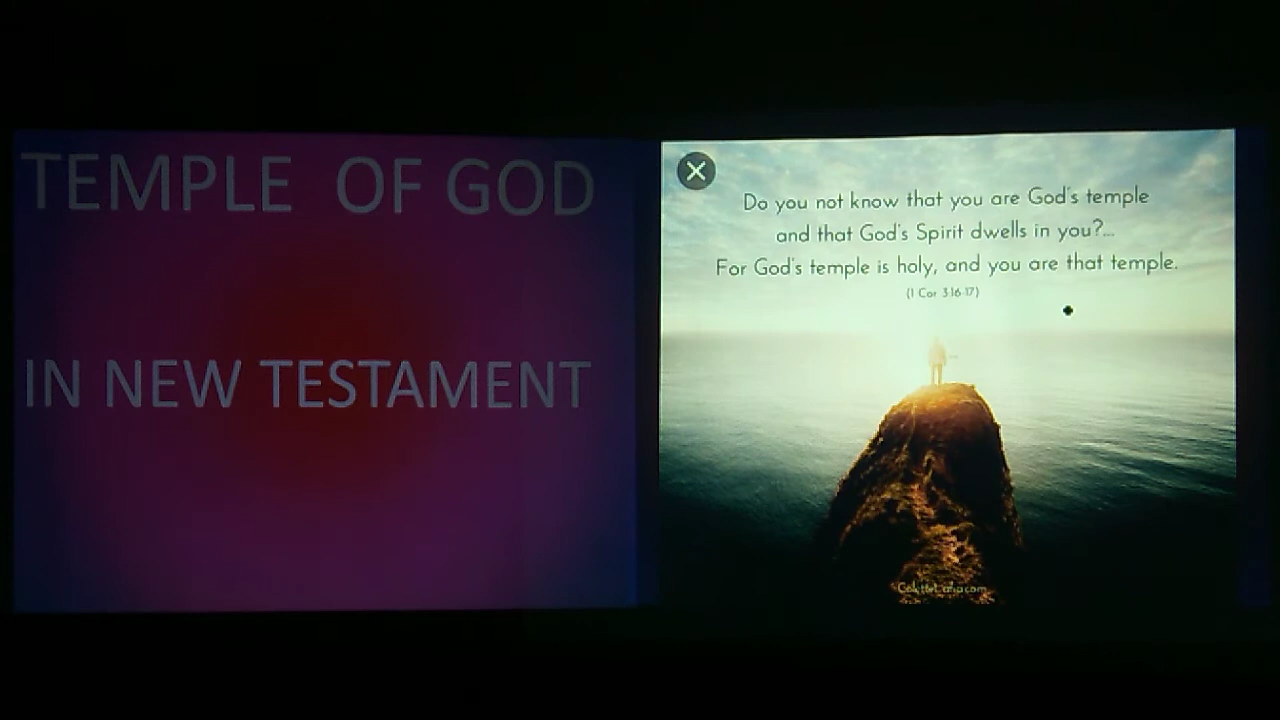 TEMPLE OF GOD
IN NEW TESTAMENT
Do you not know that you are God's temple
and that God's Spirit dwells in you?...
For God's temple is holy, and you are that temple.
(1 Cor 3:16-17)